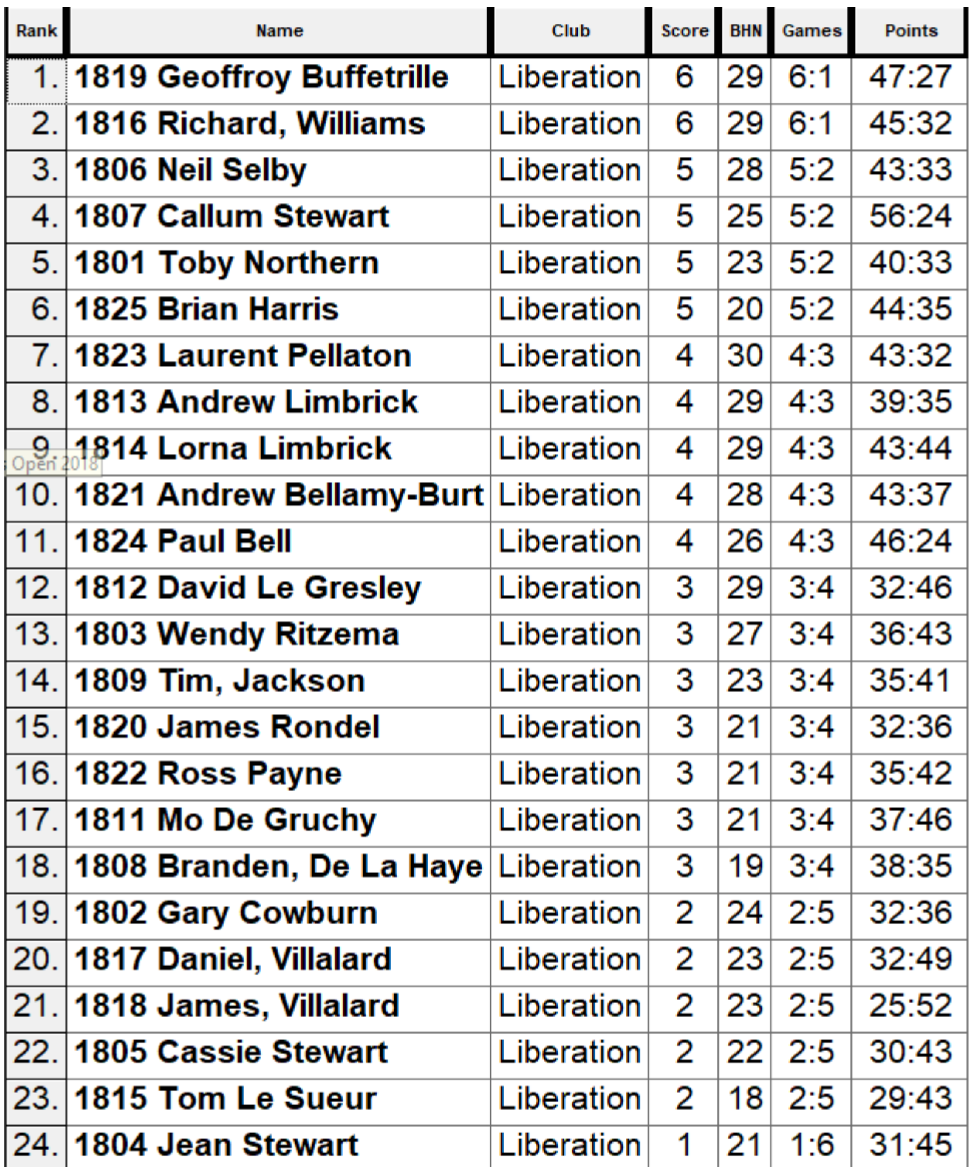 Rank Name Club Score BHN Games Points
1. 1819 Geoffroy Buffetrille Liberation 6 29 6:1 47:27
2. 1816 Richard, Williams Liberation 6 29 6:1 45:32
3. 1806 Neil Selby Liberation 5 28 5:2 43:33
4. 1807 Callum Stewart Liberation 5 25 5:2 56:24
5. 1801 Toby Northern Liberation 5 23 5:2 40:33
6. 1825 Brian Harris Liberation 5 20 5:2 44:35
7. 1823 Laurent Pellaton Liberation 4 30 4:3 43:32
8. 1813 Andrew Limbrick Liberation 4 29 4:3 39:35
9. 1814 Lorna Limbrick Liberation 4 29 4:3 43:44
Open 2018
10. 1821 Andrew Bellamy-Burt Liberation 4 28 4:3 43:37
11. 1824 Paul Bell Liberation 4 26 4:3 46:24
12. 1812 David Le Gresley Liberation 3 29 3:4 32:46
13. 1803 Wendy Ritzema Liberation 3 27 3:4 36:43
14. 1809 Tim, Jackson Liberation 3 23 3:4 35:41
15. 1820 James Rondel Liberation 3 21 3:4 32:36
16. 1822 Ross Payne Liberation 3 21 3:4 35:42
17. 1811 Mo De Gruchy Liberation 3 21 3:4 37:46
18. 1808 Branden, De La Haye Liberation 3 19 3:4 38:35
19. 1802 Gary Cowburn Liberation 2 24 2:5 32:36
20. 1817 Daniel, Villalard Liberation 2 23 2:5 32:49
21. 1818 James, Villalard Liberation 2 23 2:5 25:52
22. 1805 Cassie Stewart Liberation 2 22 2:5 30:43
23. 1815 Tom Le Sueur Liberation 2 18 2:5 29:43
24. 1804 Jean Stewart Liberation 1 21 1:6 31:45